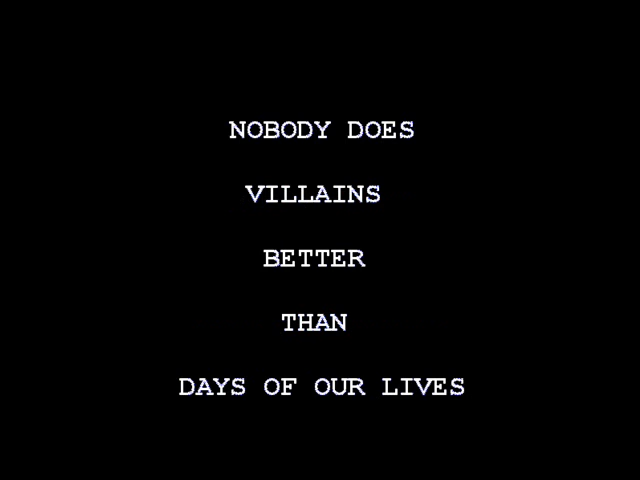 NOBODY DOES
VILLAINS
BETTER
THAN
DAYS OF OUR LIVES